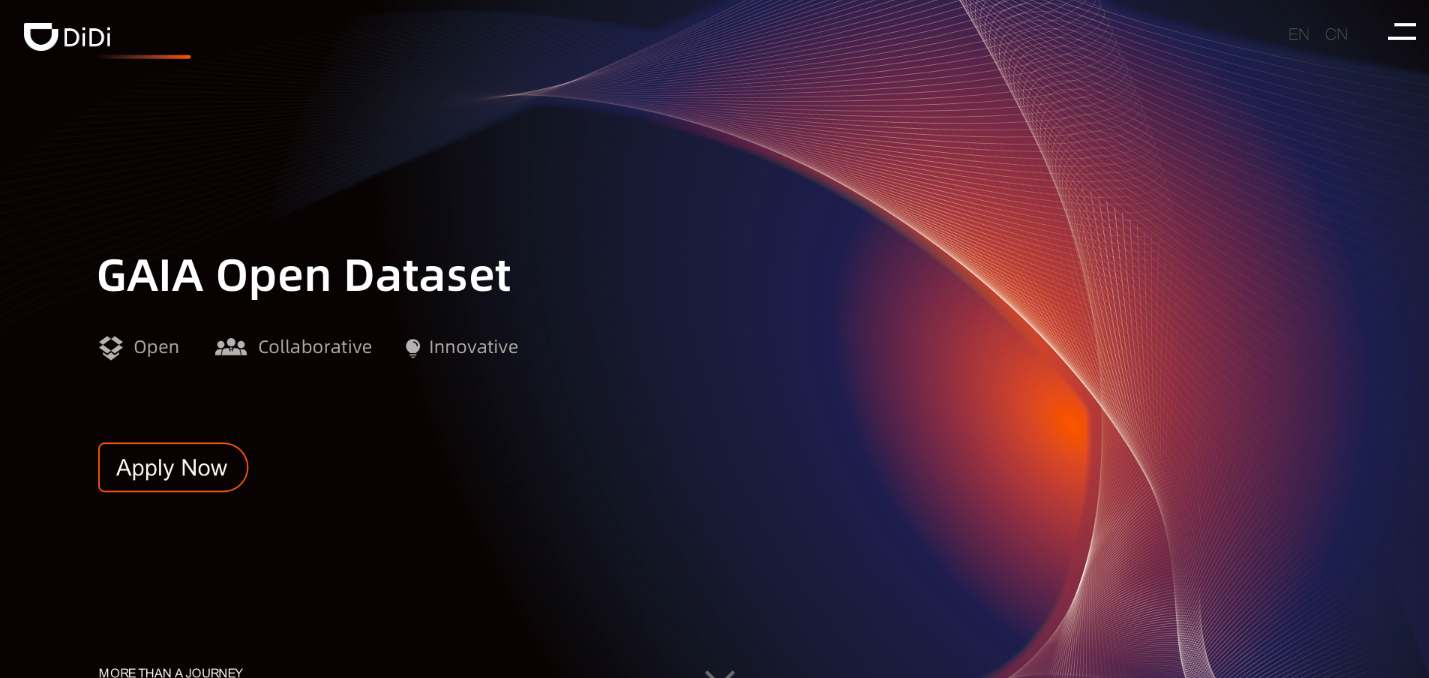 DiDi
EN CN
GAIA Open Dataset
Open Collaborative Innovative
Apply Now
MORE THAN A JOURNEY